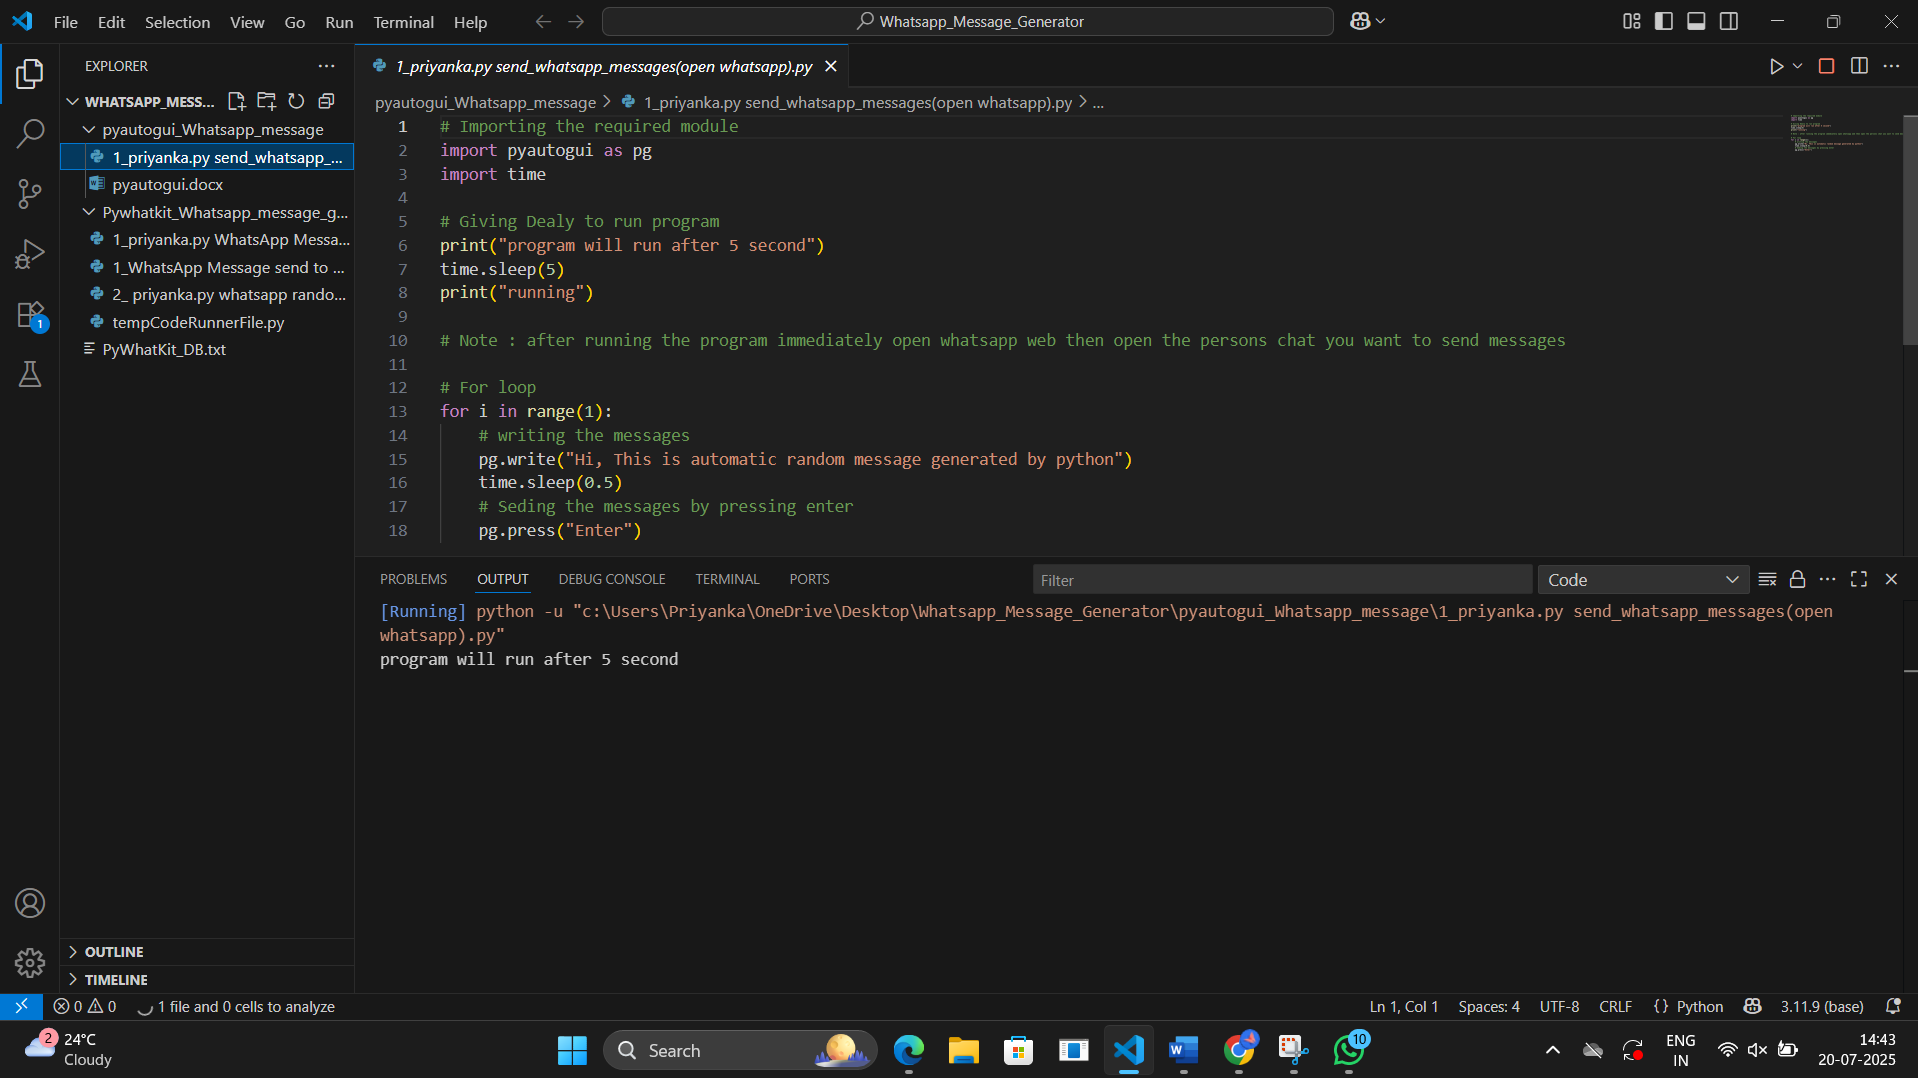 File Edit Selection View Go Run Terminal Help
Whatsapp_Message_Generator
EXPLORER
WHATSAPP_MESS...
pyautogui_Whatsapp_message
1_priyanka.py send_whatsapp_...
pyautogui.docx
Pywhatkit_Whatsapp_message_g...
1_priyanka.py WhatsApp Messa...
1_WhatsApp Message send to ...
2_ priyanka.py whatsapp rando...
tempCodeRunnerFile.py
PyWhatKit_DB.txt
1
OUTLINE
TIMELINE
1_priyanka.py send_whatsapp_messages(open whatsapp).py
pyautogui_Whatsapp_message > 1_priyanka.py send_whatsapp_messages(open whatsapp).py > ...
1 # Importing the required module
2 import pyautogui as pg
3 import time
4
5 # Giving Dealy to run program
6 print("program will run after 5 second")
7 time.sleep(5)
8 print("running")
9
10 # Note : after running the program immediately open whatsapp web then open the persons chat you want to send messages
11
12 # For loop
13 for i in range(1):
14 # writing the messages
15 pg.write("Hi, This is automatic random message generated by python")
16 time.sleep(0.5)
17 # Seding the messages by pressing enter
18 pg.press("Enter")
PROBLEMS OUTPUT DEBUG CONSOLE TERMINAL PORTS
Filter
Code
[Running] python -u "c:\Users\Priyanka\OneDrive\Desktop\Whatsapp_Message_Generator\pyautogui_Whatsapp_message\1_priyanka.py send_whatsapp_messages(open
whatsapp).py"
program will run after 5 second
0 0 1 file and 0 cells to analyze
Ln 1, Col 1 Spaces: 4 UTF-8 CRLF {} Python 3.11.9 (base)
2
24°C
Cloudy
Search
10
ENG
IN
14:43
20-07-2025